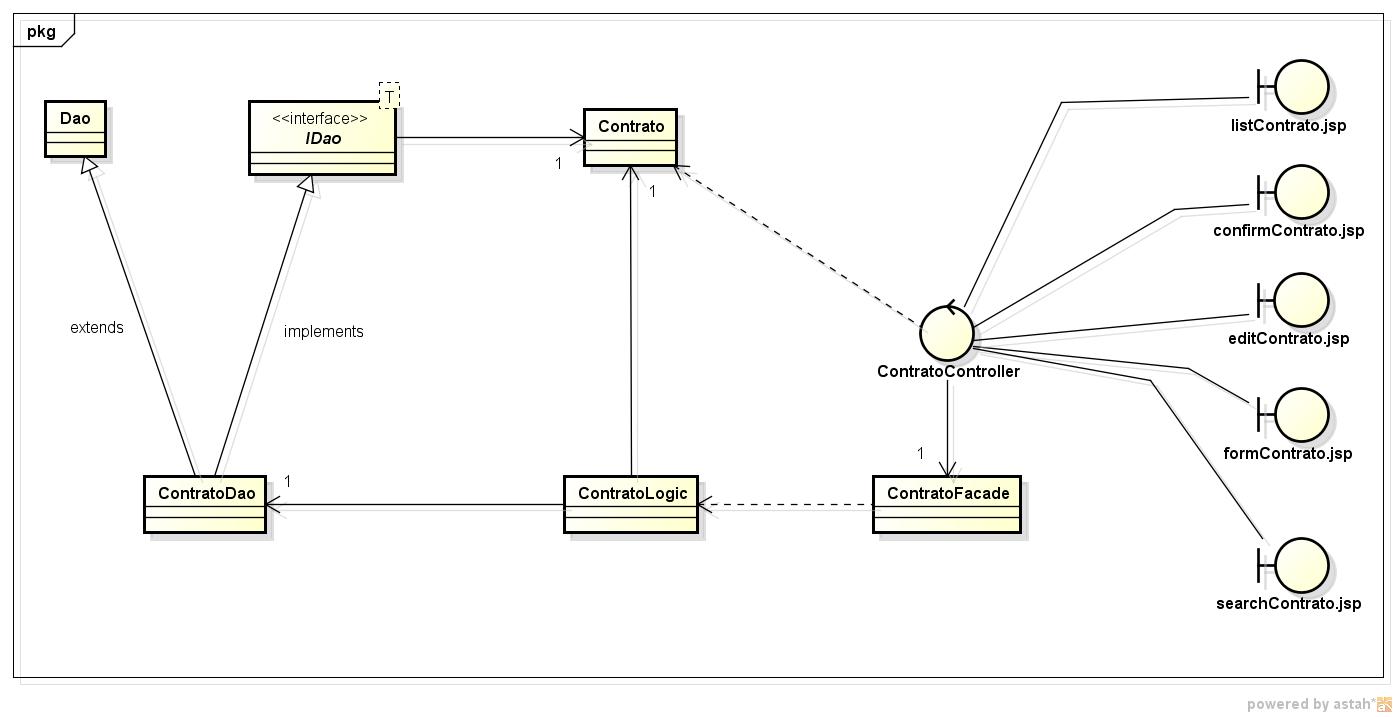 pkg
Dao
T
<<interface>>
IDao
Contrato
1
1
extends
implements
listContrato.jsp
confirmContrato.jsp
editContrato.jsp
ContratoController
formContrato.jsp
1
1
ContratoDao
ContratoLogic
ContratoFacade
searchContrato.jsp
powered by astah*